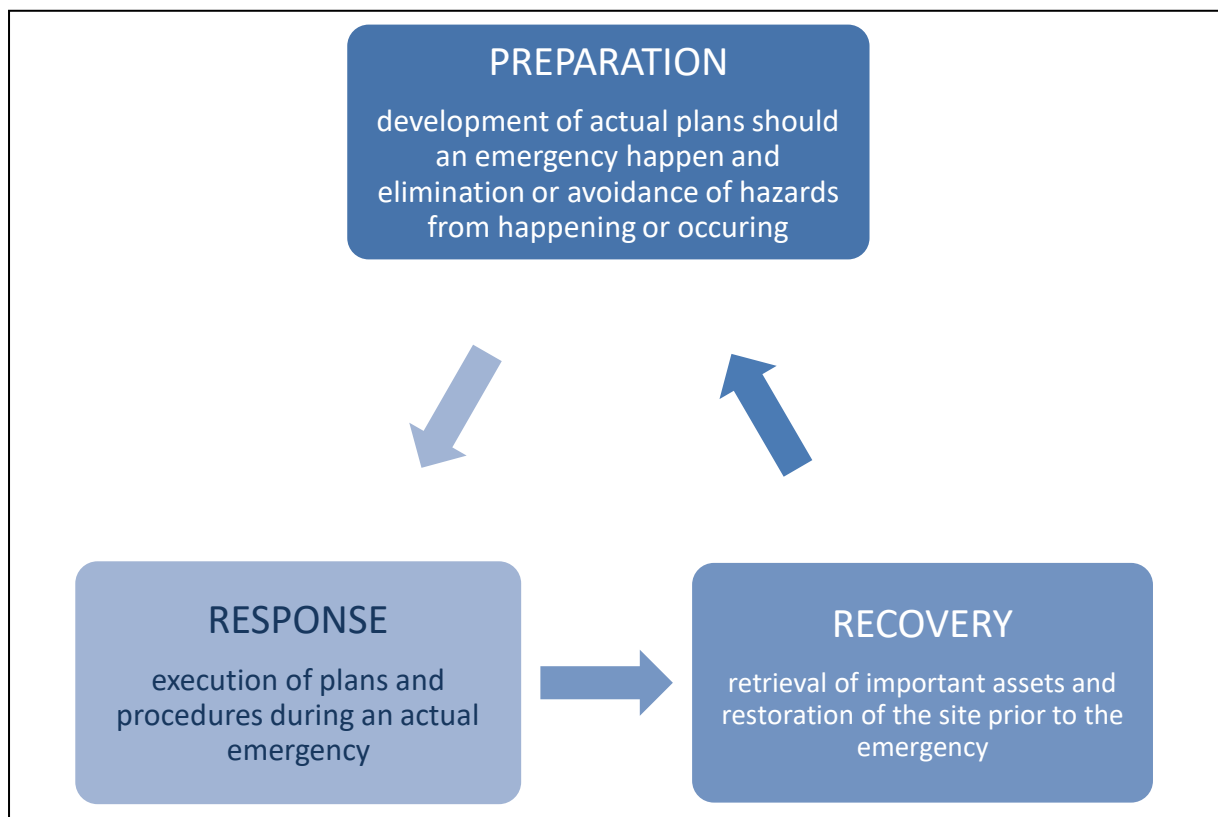 PREPARATION
development of actual plans should
an emergency happen and
elimination or avoidance of hazards
from happening or occuring
RESPONSE
execution of plans and
procedures during an actual
emergency
RECOVERY
retrieval of important assets and
restoration of the site prior to the
emergency